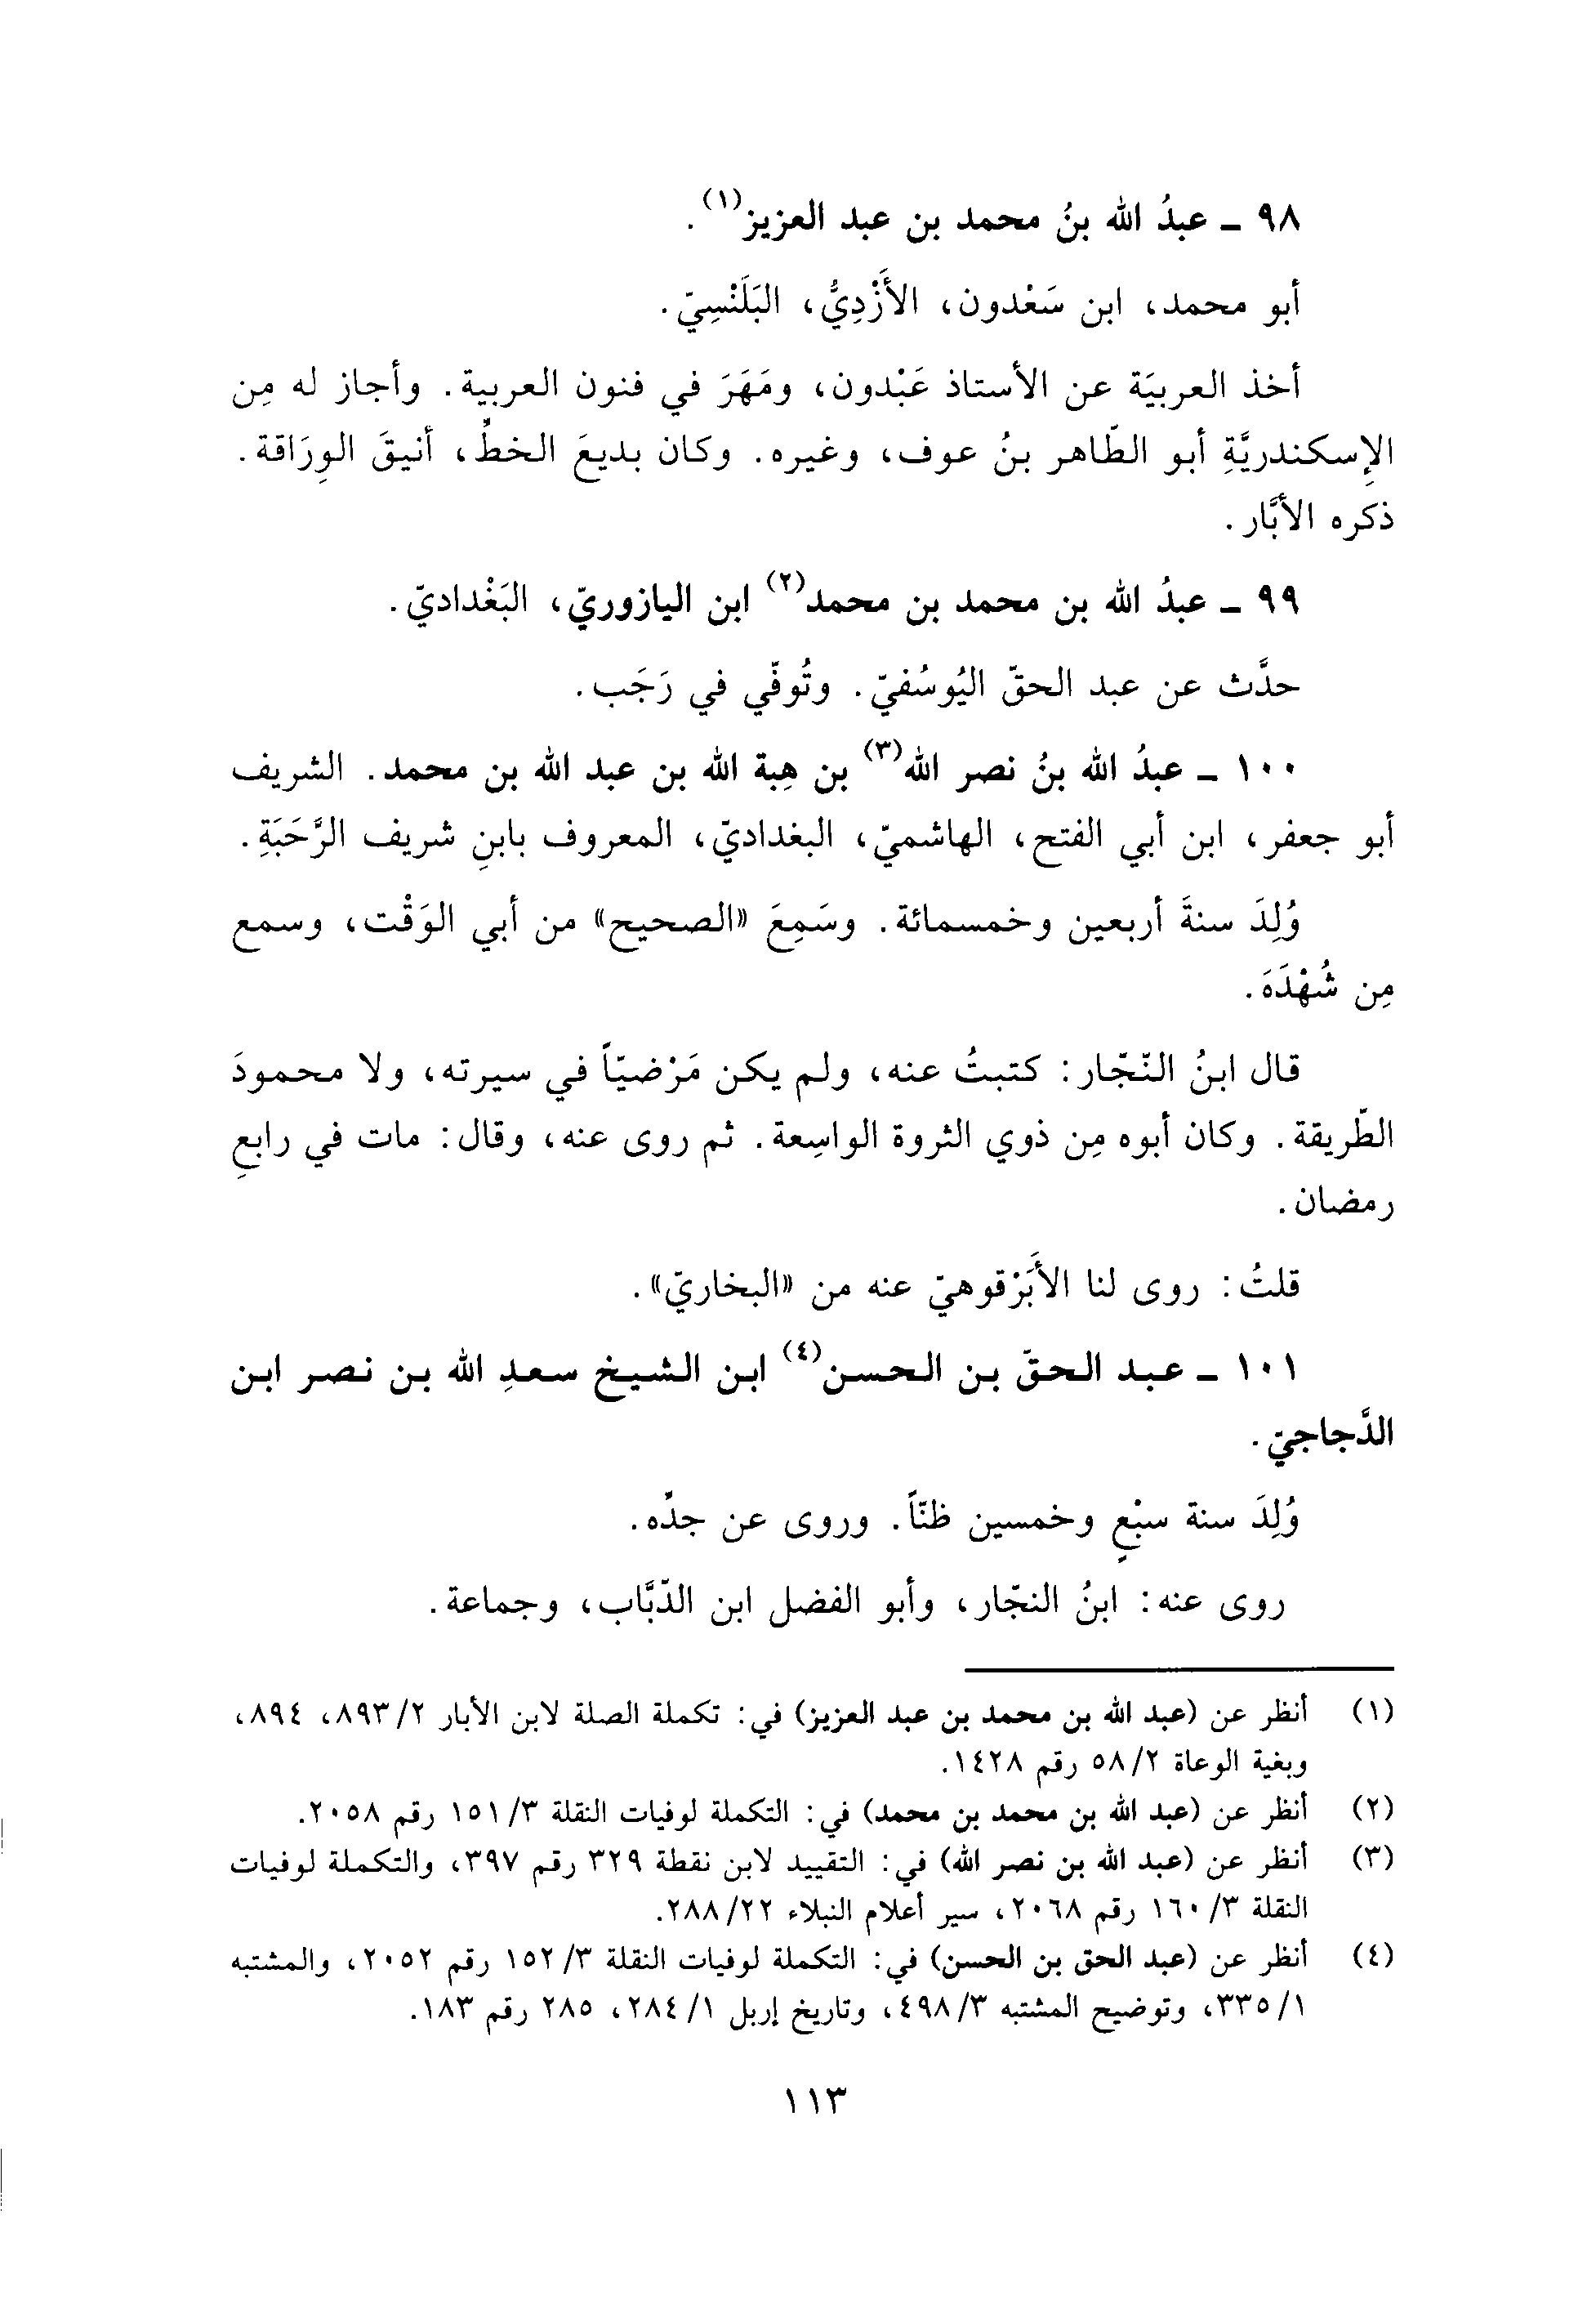 ٩٨ ـ عبدُ الله بنُ محمد بن عبد العزيز(١).
أبو محمد، ابن سَعْدون، الأَزْدِيُّ، البَلَنْسِيّ.
أخذ العربيَة عن الأستاذ عَبْدون، ومَهَرَ في فنون العربية. وأجاز له مِن
الإسكندريَّةِ أبو الطّاهر بنُ عوف، وغيره. وكان بديعَ الخطِّ، أنيقَ الوِرَاقة.
ذكره الأبَّار.
٩٩ ـ عبدُ الله بن محمد بن محمد(٢) ابن اليازوريّ، البَغْداديّ.
حدَّث عن عبد الحقّ اليُوسُفيّ. وتُوفّي في رَجَب.
١٠٠ ـ عبدُ الله بنُ نصر الله(٣) بن هِبة الله بن عبد الله بن محمد. الشريف
أبو جعفر، ابن أبي الفتح، الهاشميّ، البغداديّ، المعروف بابنِ شريف الرَّحَبَةِ.
وُلِدَ سنةَ أربعين وخمسمائة. وسَمِعَ «الصحيح» من أبي الوَقْت، وسمع
مِن شُهْدَةَ.
قال ابنُ النّجّار: كتبتُ عنه، ولم يكن مَرْضيّاً في سيرته، ولا محمودَ
الطّريقة. وكان أبوه مِن ذوي الثروة الواسِعة. ثم روى عنه، وقال: مات في رابعِ
رمضان.
قلتُ: روى لنا الأَبَرْقوهيّ عنه من «البخاريّ».
١٠١ ـ عبد الحقّ بن الحسن(٤) ابن الشيخ سعدِ الله بن نصر ابن
الدَّجاجيّ.
وُلِدَ سنة سبْعٍ وخمسين ظنّاً. وروى عن جدِّه.
روى عنه: ابنُ النجّار، وأبو الفضل ابن الدّبَّاب، وجماعة.
(١) أنظر عن (عبد الله بن محمد بن عبد العزيز) في: تكملة الصلة لابن الأبار ٢/ ٨٩٣، ٨٩٤،
وبغية الوعاة ٢/ ٥٨ رقم ١٤٢٨.
(٢) أنظر عن (عبد الله بن محمد بن محمد) في: التكملة لوفيات النقلة ٣/ ١٥١ رقم ٢٠٥٨.
(٣) أنظر عن (عبد الله بن نصر الله) في: التقييد لابن نقطة ٣٢٩ رقم ٣٩٧، والتكملة لوفيات
النقلة ٣/ ١٦٠ رقم ٢٠٦٨، سير أعلام النبلاء ٢٢/ ٢٨٨.
(٤) أنظر عن (عبد الحق بن الحسن) في: التكملة لوفيات النقلة ٣/ ١٥٢ رقم ٢٠٥٢، والمشتبه
١/ ٣٣٥، وتوضيح المشتبه ٣/ ٤٩٨، وتاريخ إربل ١/ ٢٨٤، ٢٨٥ رقم ١٨٣.
١١٣